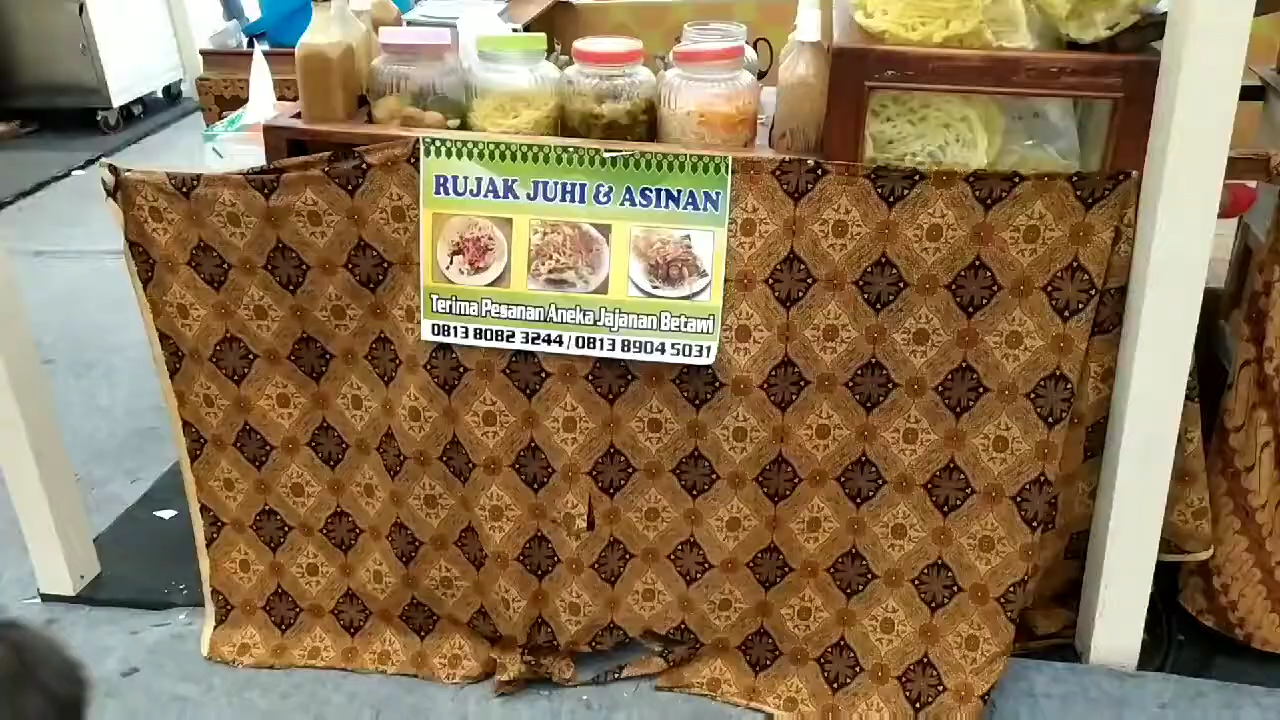 RUJAK JUHI & ASINAN
Terima Pesanan Aneka Jajanan Betawi
0813 8082 3244 / 0813 8904 5031